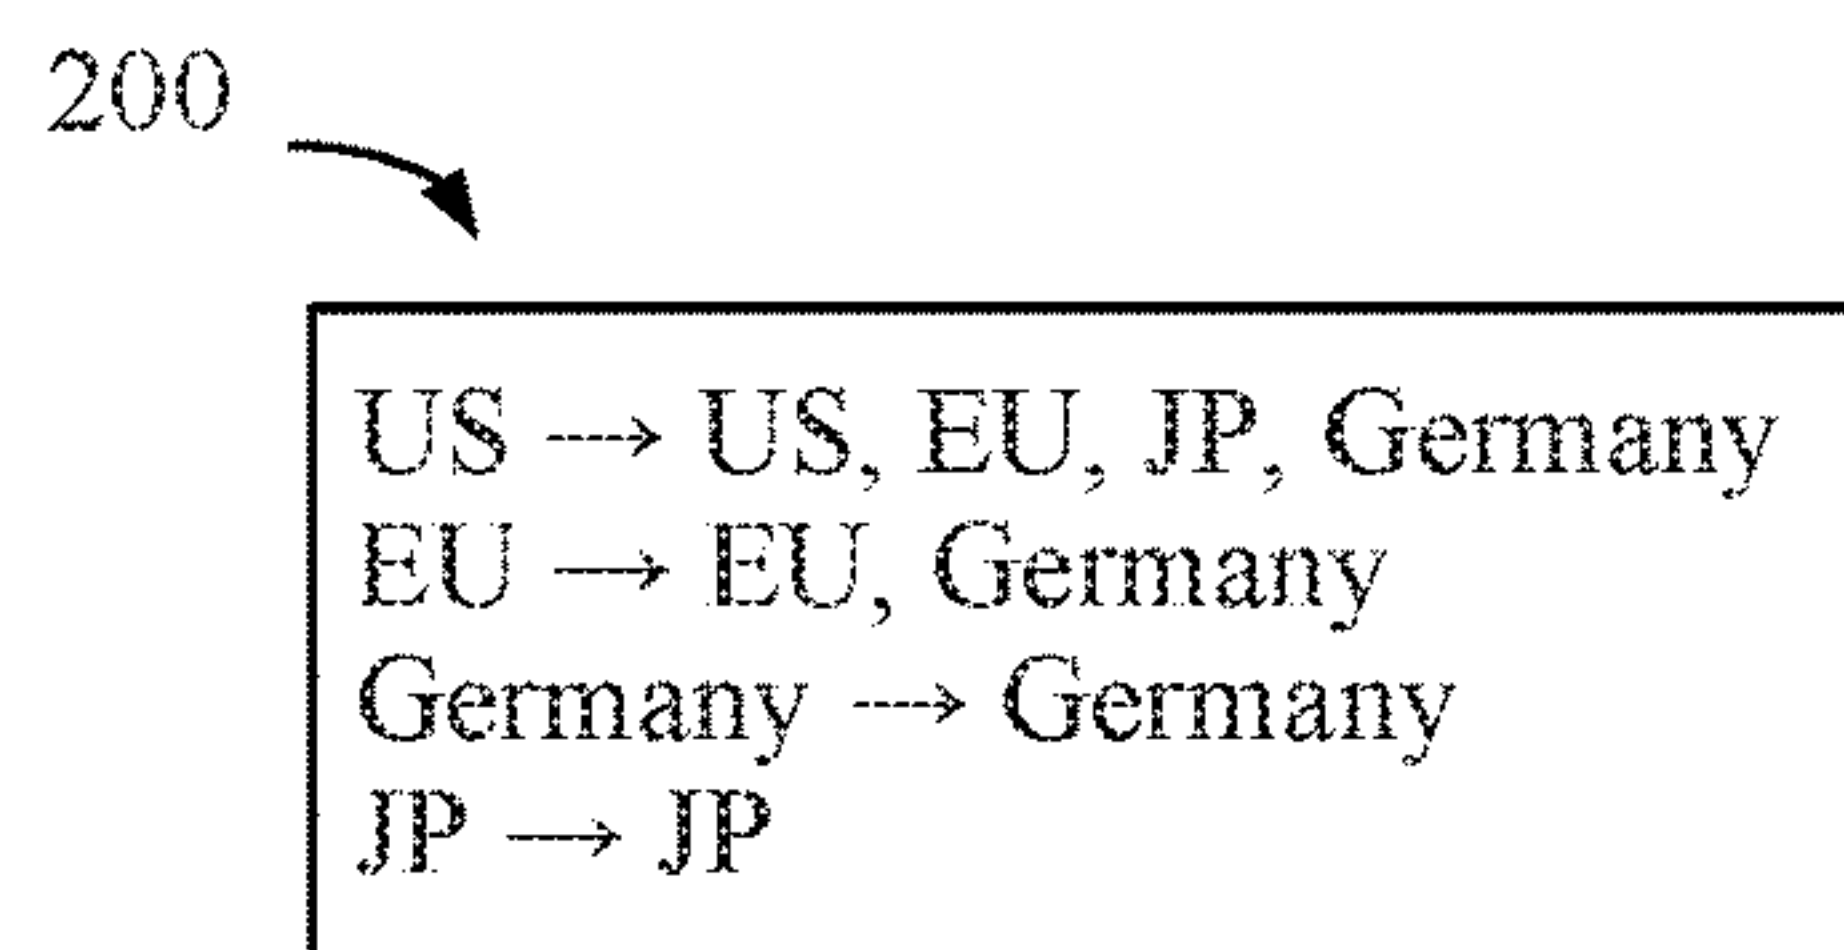 200
US → US, EU, JP, Germany
EU → EU, Germany
Germany → Germany
JP → JP